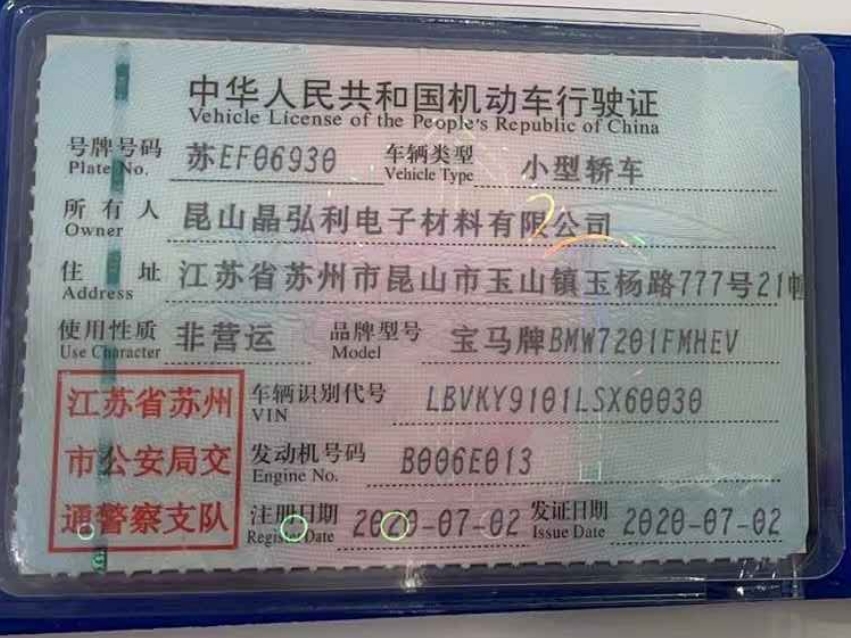 中华人民共和国机动车行驶证
Vehicle License of the People's Republic of China
号牌号码 苏EF06930 车辆类型 小型轿车
Plate No. Vehicle Type
所有人 昆山晶弘利电子材料有限公司
Owner
住址 江苏省苏州市昆山市玉山镇玉杨路777号21幢
Address
使用性质 非营运 品牌型号 宝马牌BMW7201FMHEV
Use Character Model
江苏省苏州
市公安局交
通警察支队
车辆识别代号 LBVKY9101LSX60030
VIN
发动机号码 B006E013
Engine No.
注册日期 2020-07-02 发证日期 2020-07-02
Register Date Issue Date